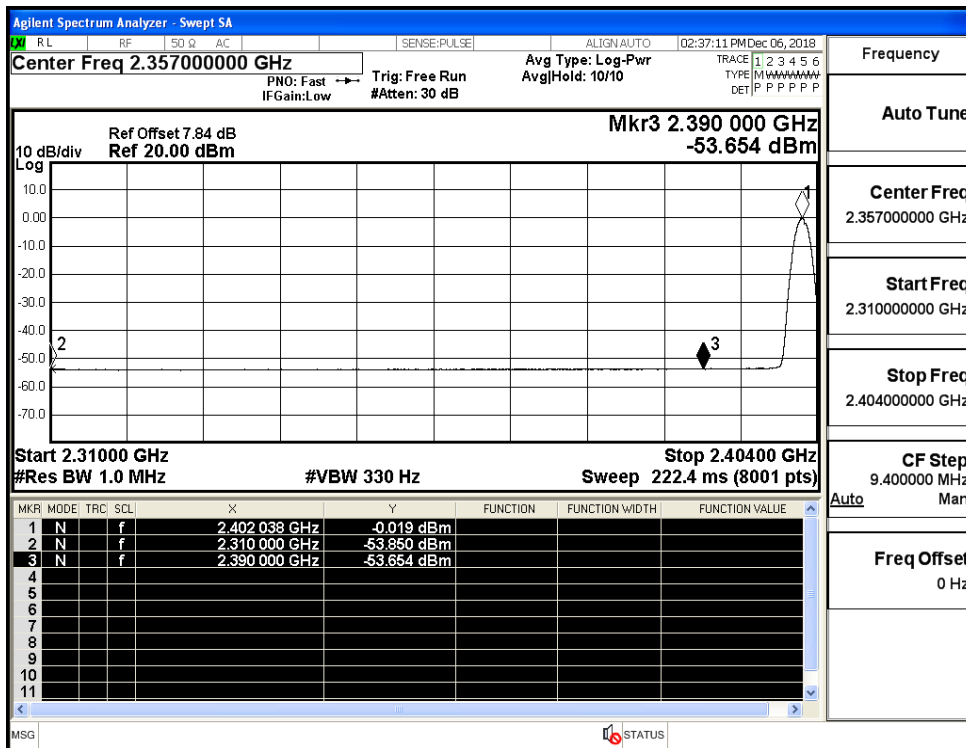 Agilent Spectrum Analyzer - Swept SA
LXI RL RF 50 Ω AC SENSE:PULSE ALIGN AUTO 02:37:11 PM Dec 06, 2018
Center Freq 2.357000000 GHz
PNO: Fast
IFGain:Low
Trig: Free Run
#Atten: 30 dB
Avg Type: Log-Pwr
Avg|Hold: 10/10
TRACE 1 2 3 4 5 6
TYPE M WWWWW
DET P P P P P P
Ref Offset 7.84 dB
10 dB/div Ref 20.00 dBm
Log
Mkr3 2.390 000 GHz
-53.654 dBm
10.0
0.00
-10.0
-20.0
-30.0
-40.0
-50.0
-60.0
-70.0
1
2
3
Start 2.31000 GHz Stop 2.40400 GHz
#Res BW 1.0 MHz #VBW 330 Hz Sweep 222.4 ms (8001 pts)
MKR MODE TRC SCL X Y FUNCTION FUNCTION WIDTH FUNCTION VALUE
1 N f 2.402 038 GHz -0.019 dBm
2 N f 2.310 000 GHz -53.850 dBm
3 N f 2.390 000 GHz -53.654 dBm
4
5
6
7
8
9
10
11
MSG STATUS
Frequency
Auto Tune
Center Freq
2.357000000 GHz
Start Freq
2.310000000 GHz
Stop Freq
2.404000000 GHz
CF Step
9.400000 MHz
Auto Man
Freq Offset
0 Hz